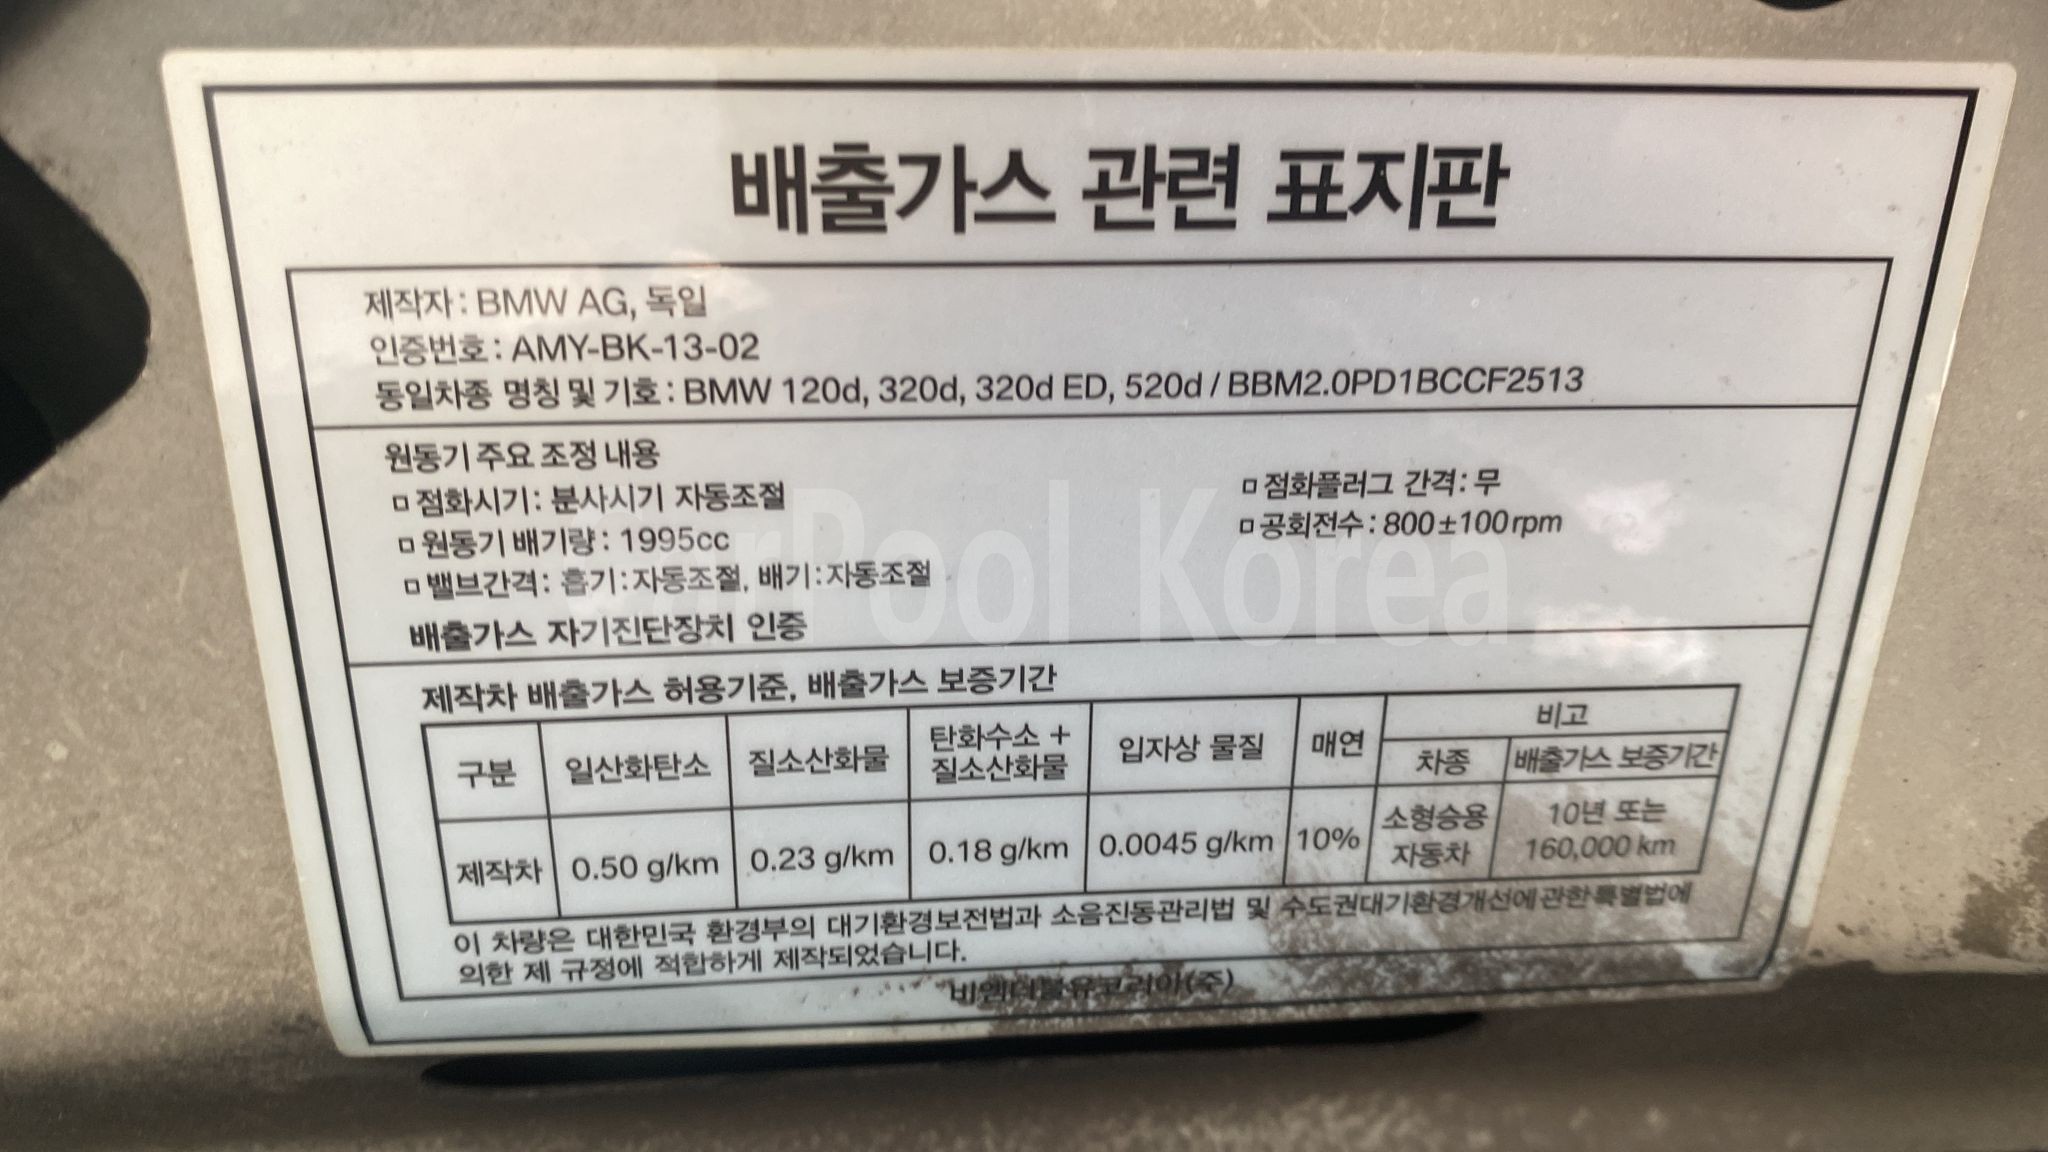 배출가스 관련 표지판
제작자 : BMW AG, 독일
인증번호 : AMY-BK-13-02
동일차종 명칭 및 기호 : BMW 120d, 320d, 320d ED, 520d / BBM2.0PD1BCCF2513
원동기 주요 조정 내용
□ 점화시기 : 분사시기 자동조절
□ 점화플러그 간격 : 무
□ 원동기 배기량 : 1995cc
□ 공회전수 : 800±100rpm
□ 밸브간격 : 흡기 : 자동조절, 배기 : 자동조절
배출가스 자기진단장치 인증
제작차 배출가스 허용기준, 배출가스 보증기간
구분 일산화탄소 질소산화물 탄화수소 + 질소산화물 입자상 물질 매연 비고
차종 배출가스 보증기간
제작차 0.50 g/km 0.23 g/km 0.18 g/km 0.0045 g/km 10% 소형승용 자동차 10년 또는 160,000 km
이 차량은 대한민국 환경부의 대기환경보전법과 소음진동관리법 및 수도권대기환경개선에관한특별법에
의한 제 규정에 적합하게 제작되었습니다.
비엠더블유코리아(주)
CarPool Korea